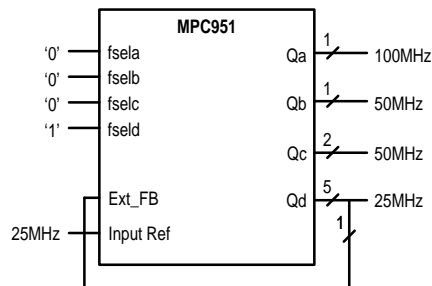 MPC951
‘0’ fsela Qa 1 100MHz
‘0’ fselb Qb 1 50MHz
‘0’ fselc Qc 2 50MHz
‘1’ fseld
Ext_FB Qd 5 25MHz
1
25MHz Input Ref